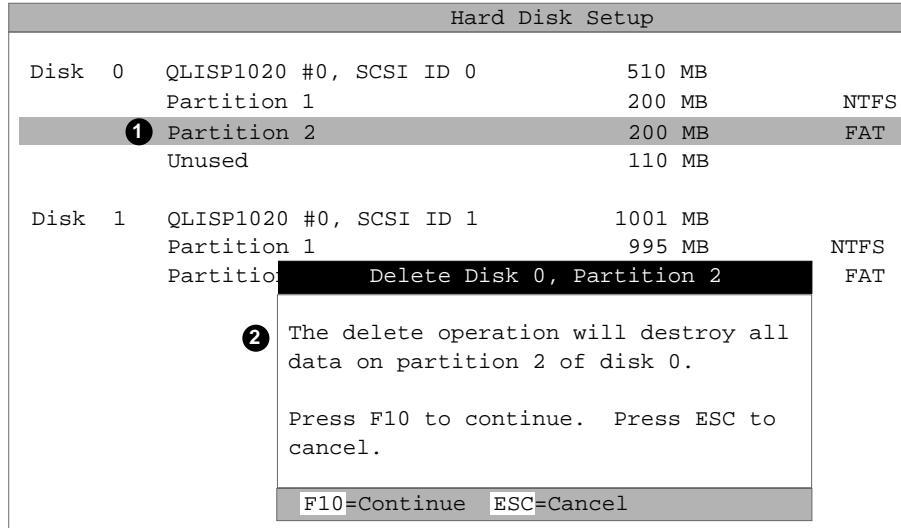 Hard Disk Setup
Disk 0 QLISP1020 #0, SCSI ID 0 510 MB
Partition 1 200 MB NTFS
1 Partition 2 200 MB FAT
Unused 110 MB
Disk 1 QLISP1020 #0, SCSI ID 1 1001 MB
Partition 1 995 MB NTFS
Partitio FAT
Delete Disk 0, Partition 2
2 The delete operation will destroy all
data on partition 2 of disk 0.
Press F10 to continue. Press ESC to
cancel.
F10=Continue ESC=Cancel